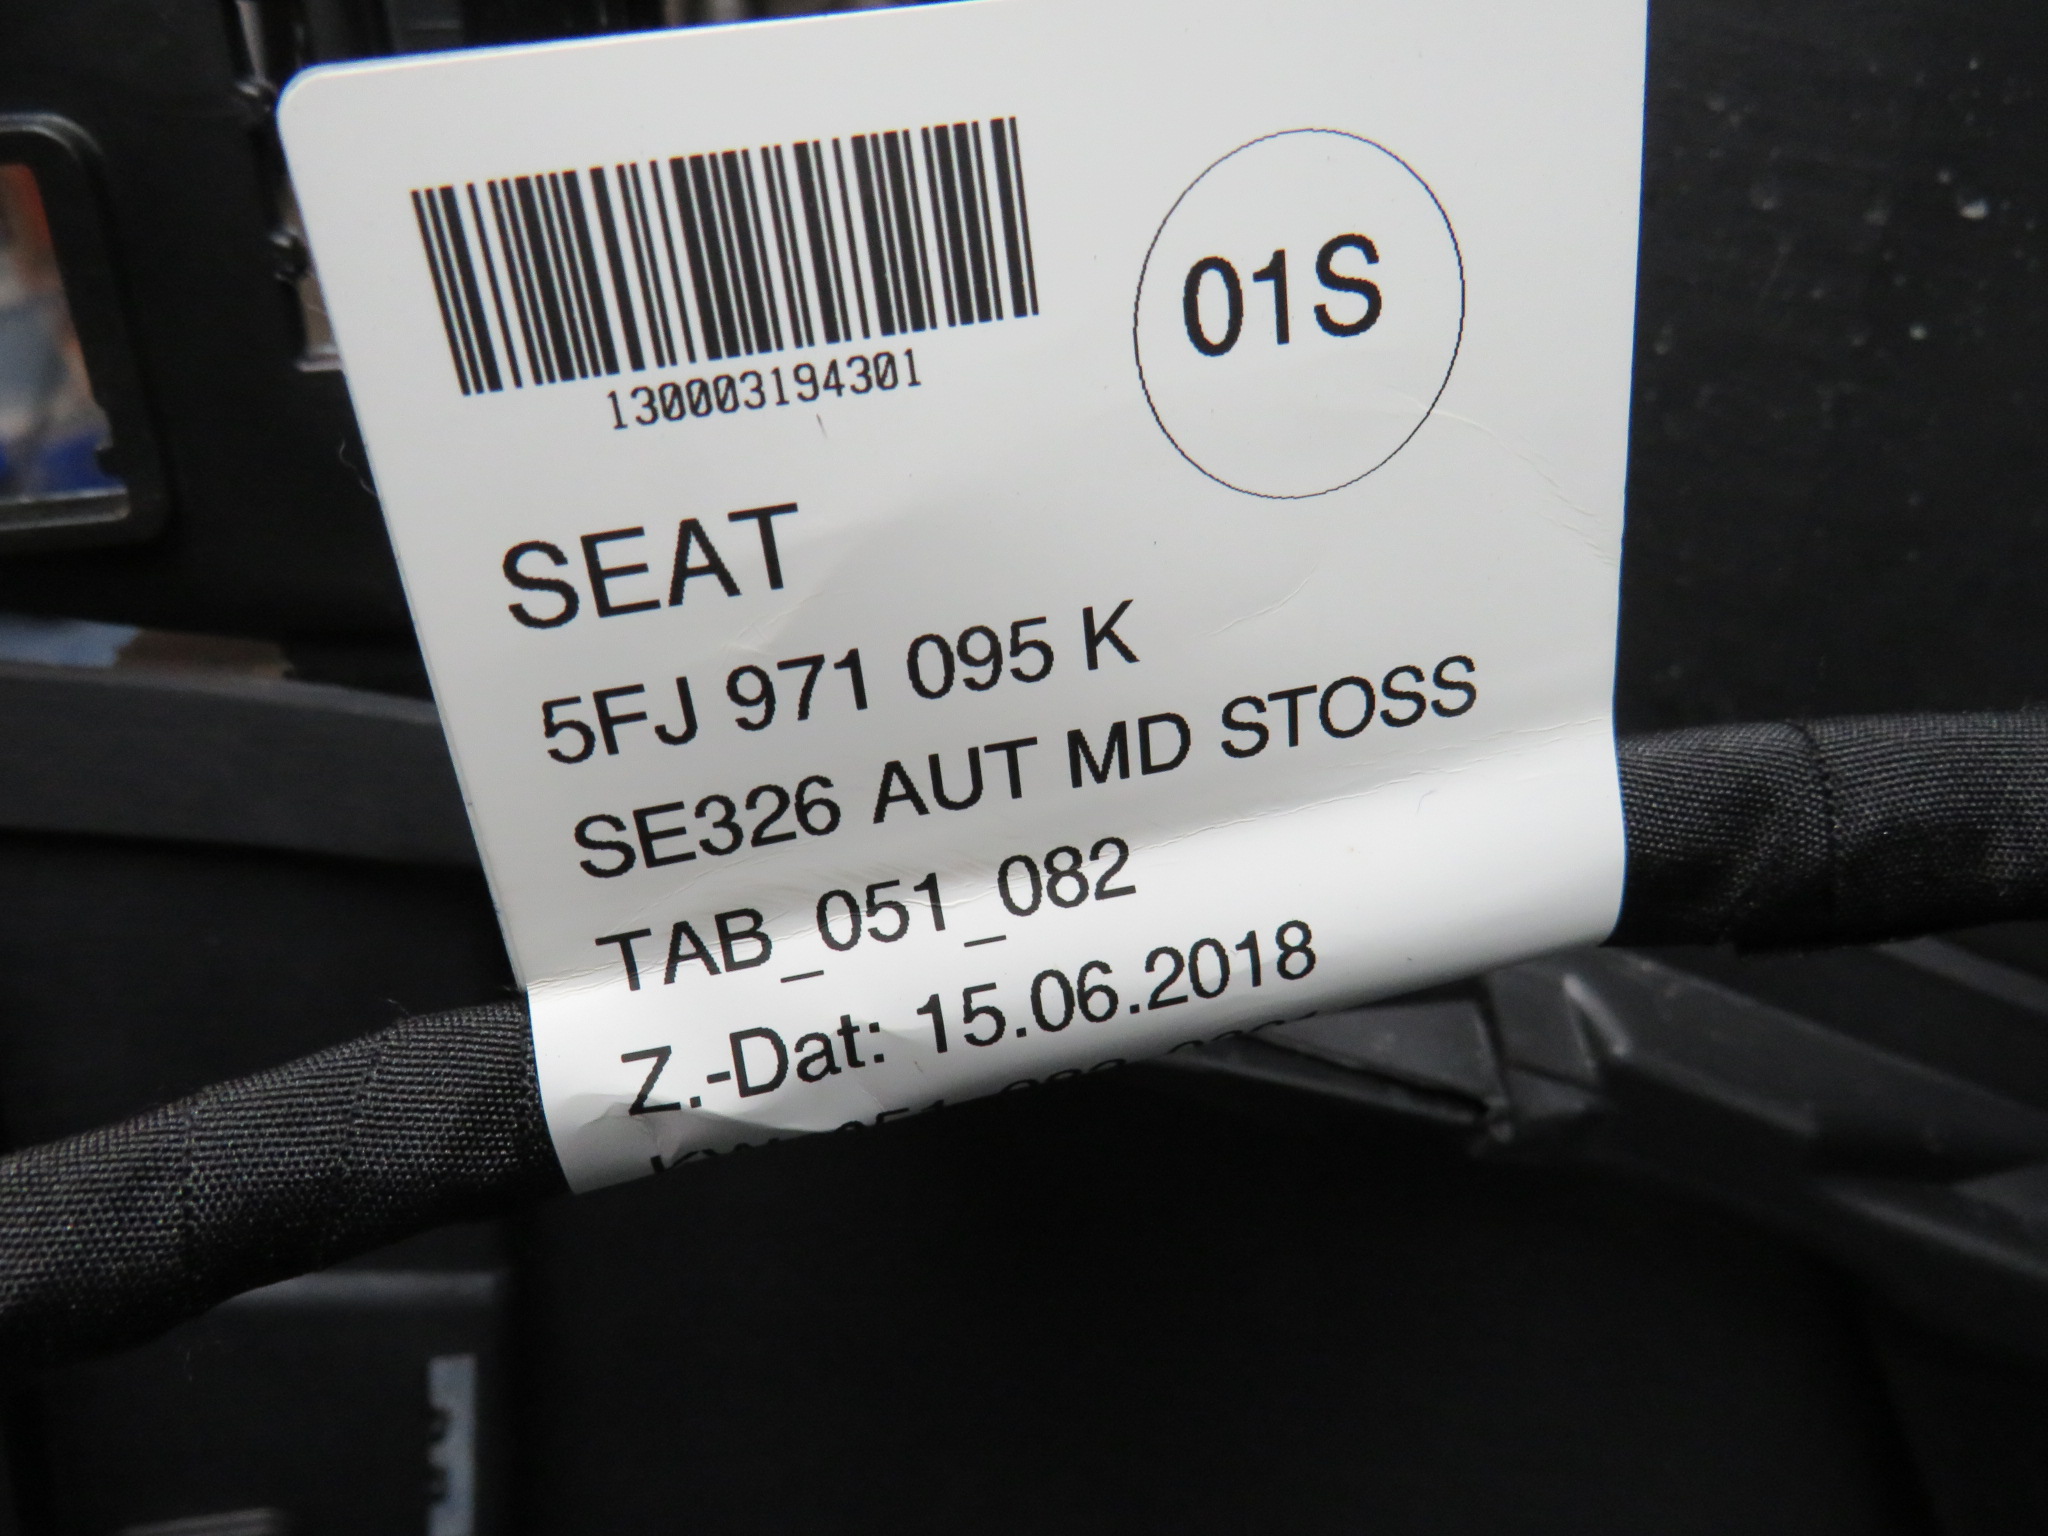 01S
130003194301
SEAT
5FJ 971 095 K
SE326 AUT MD STOSS
TAB_051_082
Z.-Dat: 15.06.2018